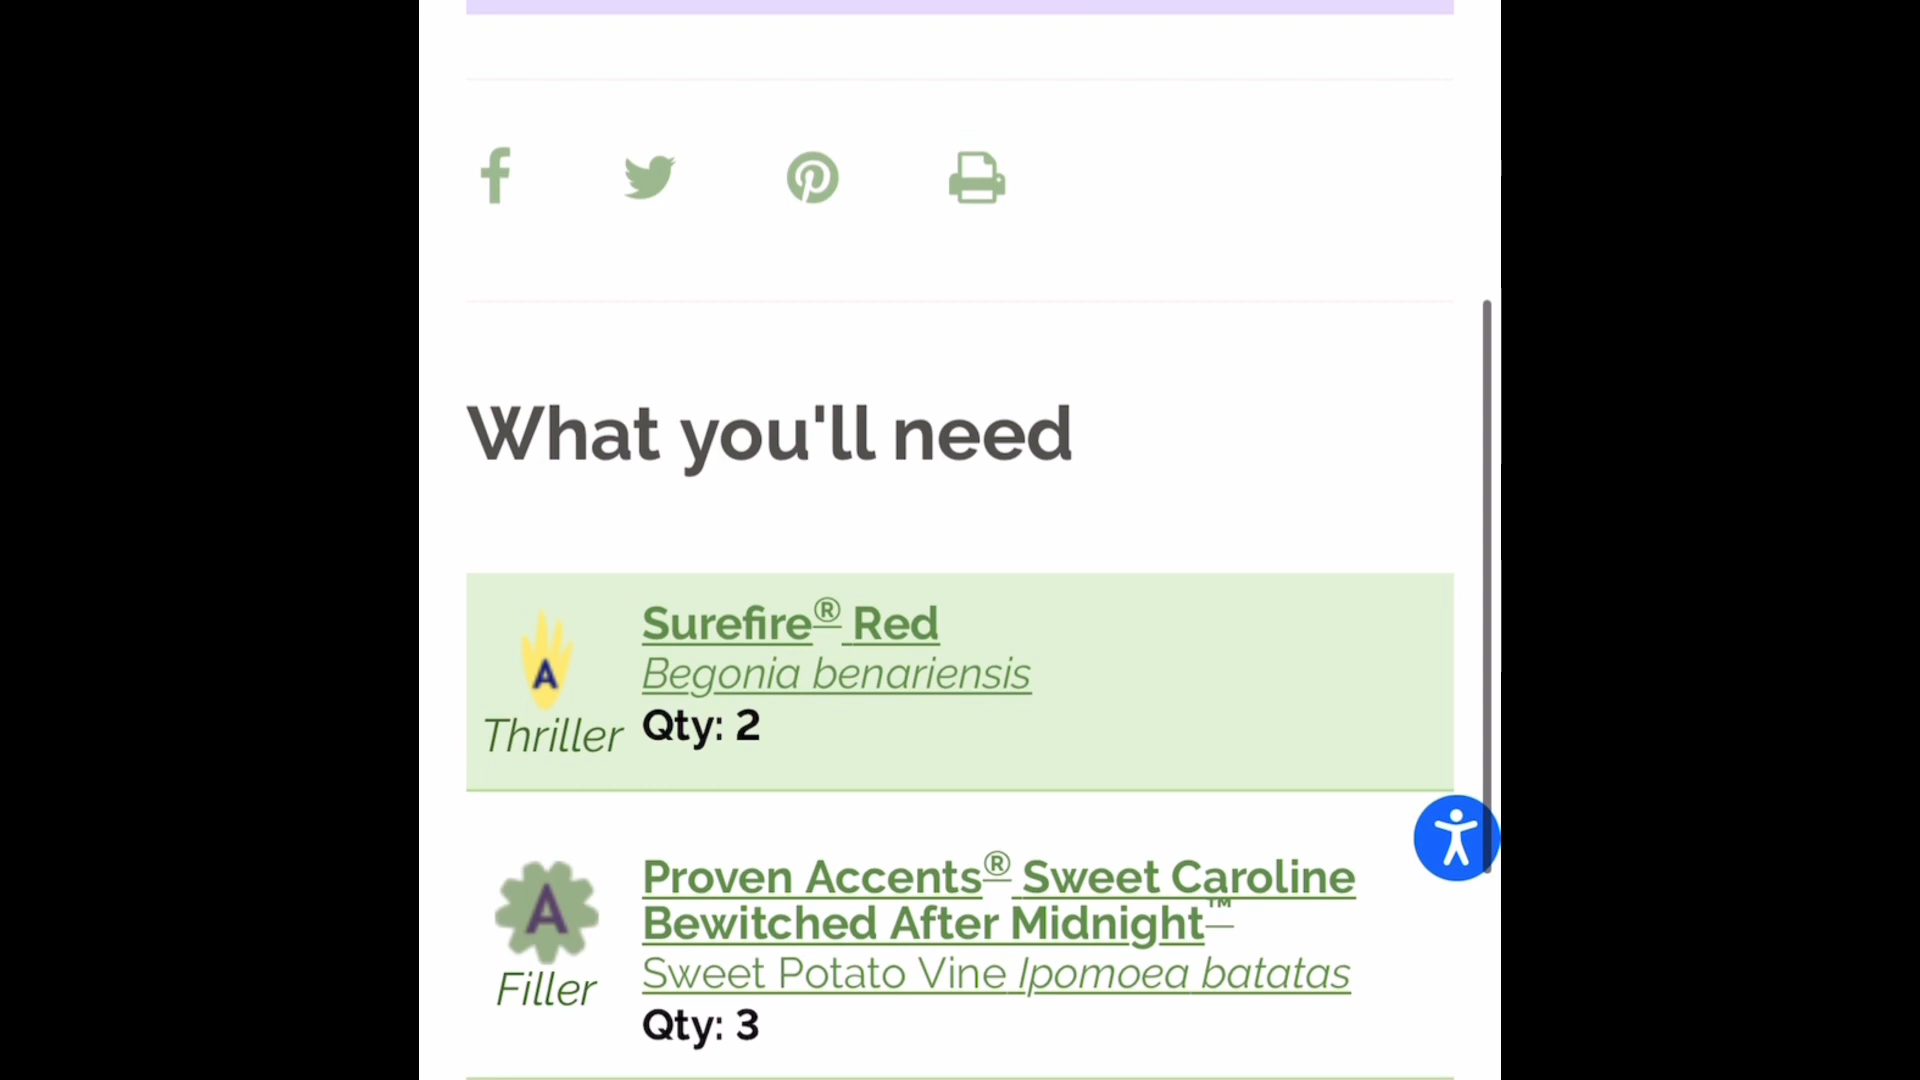 What you'll need
A
Thriller
Surefire® Red
Begonia benariensis
Qty: 2
A
Filler
Proven Accents® Sweet Caroline
Bewitched After Midnight™
Sweet Potato Vine Ipomoea batatas
Qty: 3